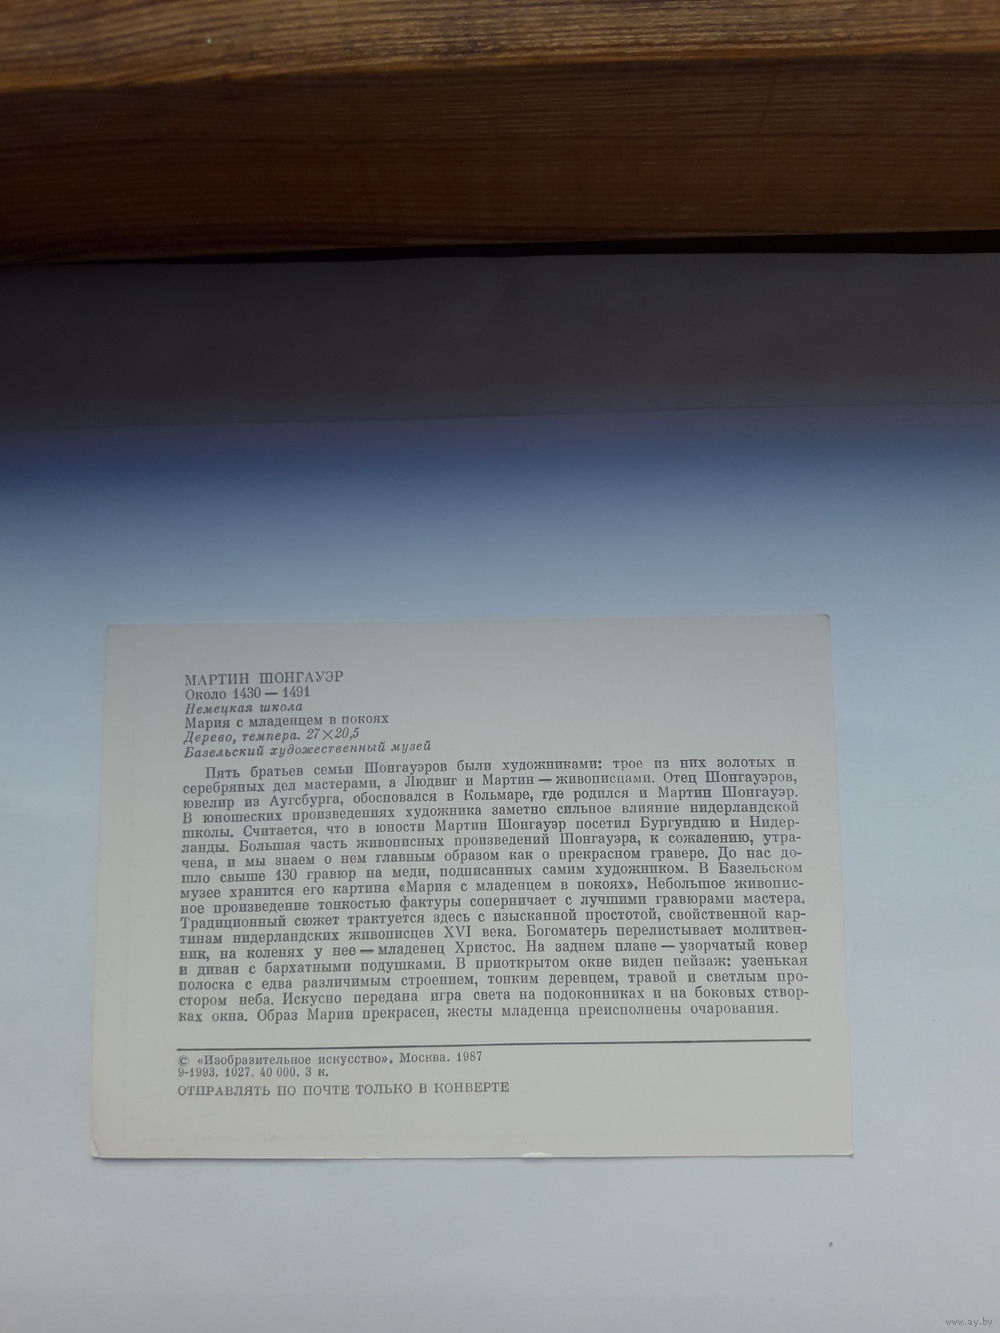 МАРТИН ШОНГАУЭР
Около 1430 — 1491
Немецкая школа
Мария с младенцем в покоях
Дерево, темпера. 27×20,5
Базельский художественный музей
Пять братьев семьи Шонгауэров были художниками: трое из них золотых и
серебряных дел мастерами, а Людвиг и Мартин — живописцами. Отец Шонгауэров,
ювелир из Аугсбурга, обосновался в Кольмаре, где родился и Мартин Шонгауэр.
В юношеских произведениях художника заметно сильное влияние нидерландской
школы. Считается, что в юности Мартин Шонгауэр посетил Бургундию и Нидер-
ланды. Большая часть живописных произведений Шонгауэра, к сожалению, утра-
чена, и мы знаем о нем главным образом как о прекрасном гравере. До нас до-
шло свыше 130 гравюр на меди, подписанных самим художником. В Базельском
музее хранится его картина «Мария с младенцем в покоях». Небольшое живопис-
ное произведение тонкостью фактуры соперничает с лучшими гравюрами мастера.
Традиционный сюжет трактуется здесь с изысканной простотой, свойственной кар-
тинам нидерландских живописцев XVI века. Богоматерь перелистывает молитвен-
ник, на коленях у нее — младенец Христос. На заднем плане — узорчатый ковер
и диван с бархатными подушками. В приоткрытом окне виден пейзаж: узенькая
полоска с едва различимым строением, тонким деревцем, травой и светлым про-
стором неба. Искусно передана игра света на подоконниках и на боковых створ-
ках окна. Образ Марии прекрасен, жесты младенца преисполнены очарования.
© «Изобразительное искусство». Москва. 1987
9-1993. 1027. 40 000. 3 к.
ОТПРАВЛЯТЬ ПО ПОЧТЕ ТОЛЬКО В КОНВЕРТЕ
www.ay.by